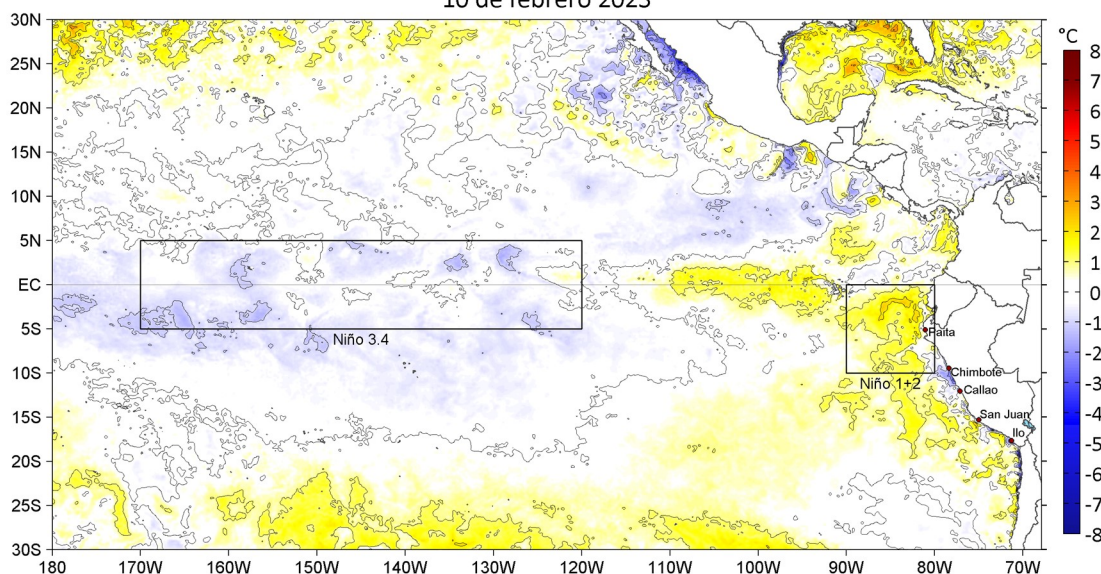 10 de febrero 2023
30N
25N
20N
15N
10N
5N
EC
5S
10S
15S
20S
25S
30S
180
170W
160W
150W
140W
130W
120W
110W
100W
90W
80W
70W
Niño 3.4
Niño 1+2
Paita
Chimbote
Callao
San Juan
Ilo
°C
8
7
6
5
4
3
2
1
0
-1
-2
-3
-4
-5
-6
-7
-8